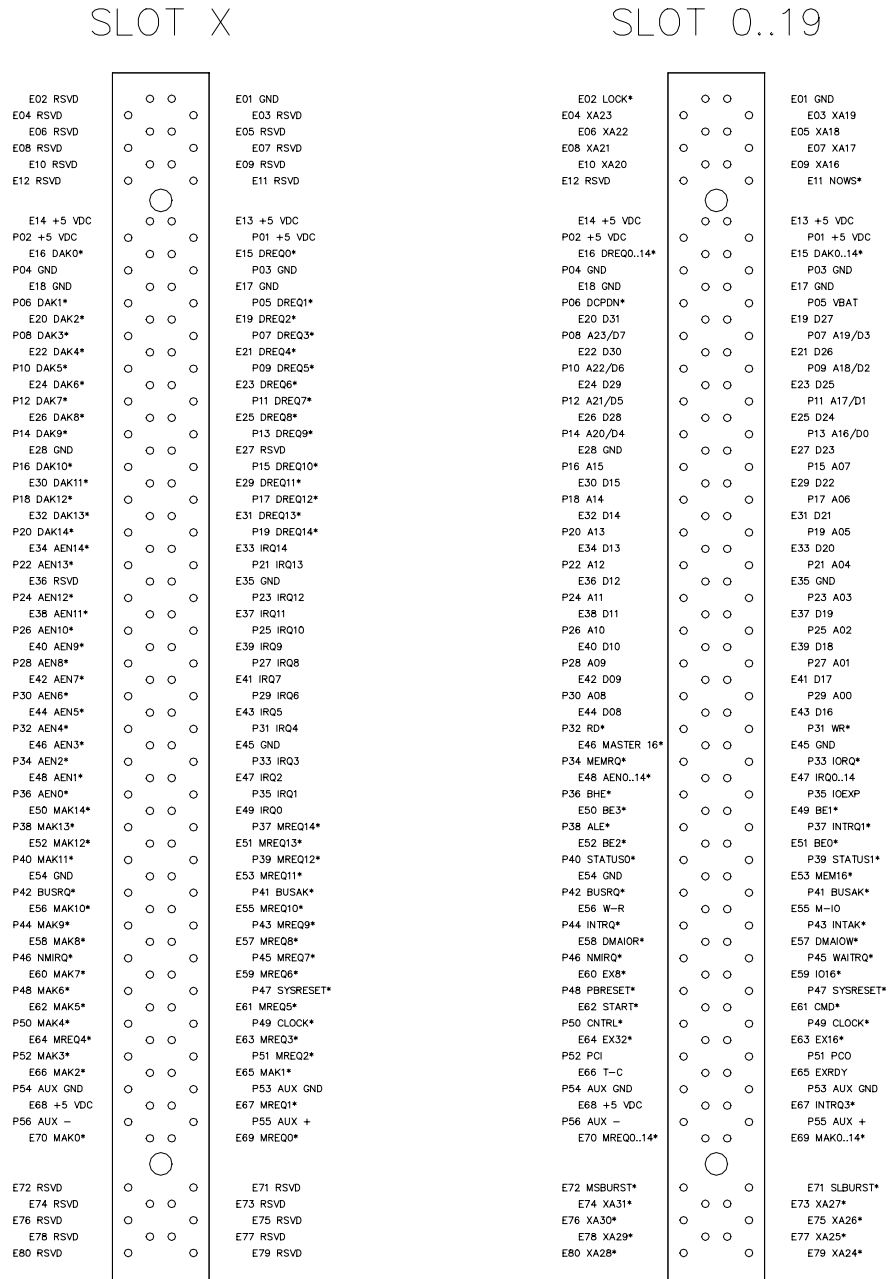 SLOT X
E02 RSVD E01 GND
E04 RSVD E03 RSVD
E06 RSVD E05 RSVD
E08 RSVD E07 RSVD
E10 RSVD E09 RSVD
E12 RSVD E11 RSVD
E14 +5 VDC E13 +5 VDC
P02 +5 VDC P01 +5 VDC
E16 DAK0* E15 DREQ0*
P04 GND P03 GND
E18 GND E17 GND
P06 DAK1* P05 DREQ1*
E20 DAK2* E19 DREQ2*
P08 DAK3* P07 DREQ3*
E22 DAK4* E21 DREQ4*
P10 DAK5* P09 DREQ5*
E24 DAK6* E23 DREQ6*
P12 DAK7* P11 DREQ7*
E26 DAK8* E25 DREQ8*
P14 DAK9* P13 DREQ9*
E28 GND E27 RSVD
P16 DAK10* P15 DREQ10*
E30 DAK11* E29 DREQ11*
P18 DAK12* P17 DREQ12*
E32 DAK13* E31 DREQ13*
P20 DAK14* P19 DREQ14*
E34 AEN14* E33 IRQ14
P22 AEN13* P21 IRQ13
E36 RSVD E35 GND
P24 AEN12* P23 IRQ12
E38 AEN11* E37 IRQ11
P26 AEN10* P25 IRQ10
E40 AEN9* E39 IRQ9
P28 AEN8* P27 IRQ8
E42 AEN7* E41 IRQ7
P30 AEN6* P29 IRQ6
E44 AEN5* E43 IRQ5
P32 AEN4* P31 IRQ4
E46 AEN3* E45 GND
P34 AEN2* P33 IRQ3
E48 AEN1* E47 IRQ2
P36 AEN0* P35 IRQ1
E50 MAK14* E49 IRQ0
P38 MAK13* P37 MREQ14*
E52 MAK12* E51 MREQ13*
P40 MAK11* P39 MREQ12*
E54 GND E53 MREQ11*
P42 BUSRQ* P41 BUSAK*
E56 MAK10* E55 MREQ10*
P44 MAK9* P43 MREQ9*
E58 MAK8* E57 MREQ8*
P46 NMIRQ* P45 MREQ7*
E60 MAK7* E59 MREQ6*
P48 MAK6* P47 SYSRESET*
E62 MAK5* E61 MREQ5*
P50 MAK4* P49 CLOCK*
E64 MREQ4* E63 MREQ3*
P52 MAK3* P51 MREQ2*
E66 MAK2* E65 MAK1*
P54 AUX GND P53 AUX GND
E68 +5 VDC E67 MREQ1*
P56 AUX − P55 AUX +
E70 MAK0* E69 MREQ0*
E72 RSVD E71 RSVD
E74 RSVD E73 RSVD
E76 RSVD E75 RSVD
E78 RSVD E77 RSVD
E80 RSVD E79 RSVD
SLOT 0..19
E02 LOCK* E01 GND
E04 XA23 E03 XA19
E06 XA22 E05 XA18
E08 XA21 E07 XA17
E10 XA20 E09 XA16
E12 RSVD E11 NOWS*
E14 +5 VDC E13 +5 VDC
P02 +5 VDC P01 +5 VDC
E16 DREQ0..14* E15 DAK0..14*
P04 GND P03 GND
E18 GND E17 GND
P06 DCPDN* P05 VBAT
E20 D31 E19 D27
P08 A23/D7 P07 A19/D3
E22 D30 E21 D26
P10 A22/D6 P09 A18/D2
E24 D29 E23 D25
P12 A21/D5 P11 A17/D1
E26 D28 E25 D24
P14 A20/D4 P13 A16/D0
E28 GND E27 D23
P16 A15 P15 A07
E30 D15 E29 D22
P18 A14 P17 A06
E32 D14 E31 D21
P20 A13 P19 A05
E34 D13 E33 D20
P22 A12 P21 A04
E36 D12 E35 GND
P24 A11 P23 A03
E38 D11 E37 D19
P26 A10 P25 A02
E40 D10 E39 D18
P28 A09 P27 A01
E42 D09 E41 D17
P30 A08 P29 A00
E44 D08 E43 D16
P32 RD* P31 WR*
E46 MASTER 16* E45 GND
P34 MEMRQ* P33 IORQ*
E48 AEN0..14* E47 IRQ0..14
P36 BHE* P35 IOEXP
E50 BE3* E49 BE1*
P38 ALE* P37 INTRQ1*
E52 BE2* E51 BE0*
P40 STATUS0* P39 STATUS1*
E54 GND E53 MEM16*
P42 BUSRQ* P41 BUSAK*
E56 W−R E55 M−IO
P44 INTRQ* P43 INTAK*
E58 DMAIOR* E57 DMAIOW*
P46 NMIRQ* P45 WAITRQ*
E60 EX8* E59 IO16*
P48 PBRESET* P47 SYSRESET*
E62 START* E61 CMD*
P50 CNTRL* P49 CLOCK*
E64 EX32* E63 EX16*
P52 PCI P51 PCO
E66 T−C E65 EXRDY
P54 AUX GND P53 AUX GND
E68 +5 VDC E67 INTRQ3*
P56 AUX − P55 AUX +
E70 MREQ0..14* E69 MAK0..14*
E72 MSBURST* E71 SLBURST*
E74 XA31* E73 XA27*
E76 XA30* E75 XA26*
E78 XA29* E77 XA25*
E80 XA28* E79 XA24*